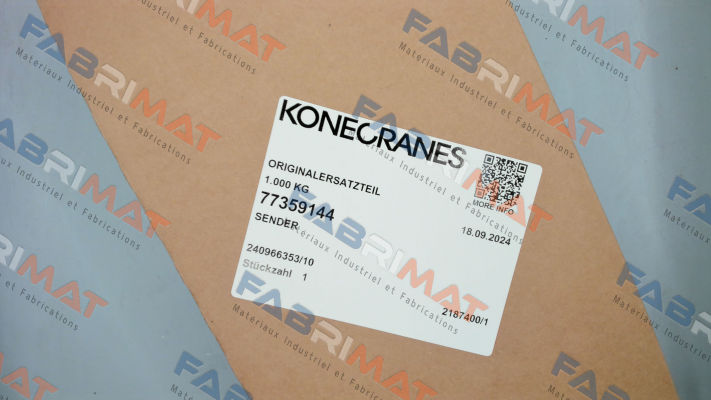 KONECRANES
ORIGINALERSATZTEIL
1.000 KG
77359144
SENDER
MORE INFO
18.09.2024
240966353/10
Stückzahl 1
2187400/1
FABRIMAT
Matériaux Industriel et Fabrications